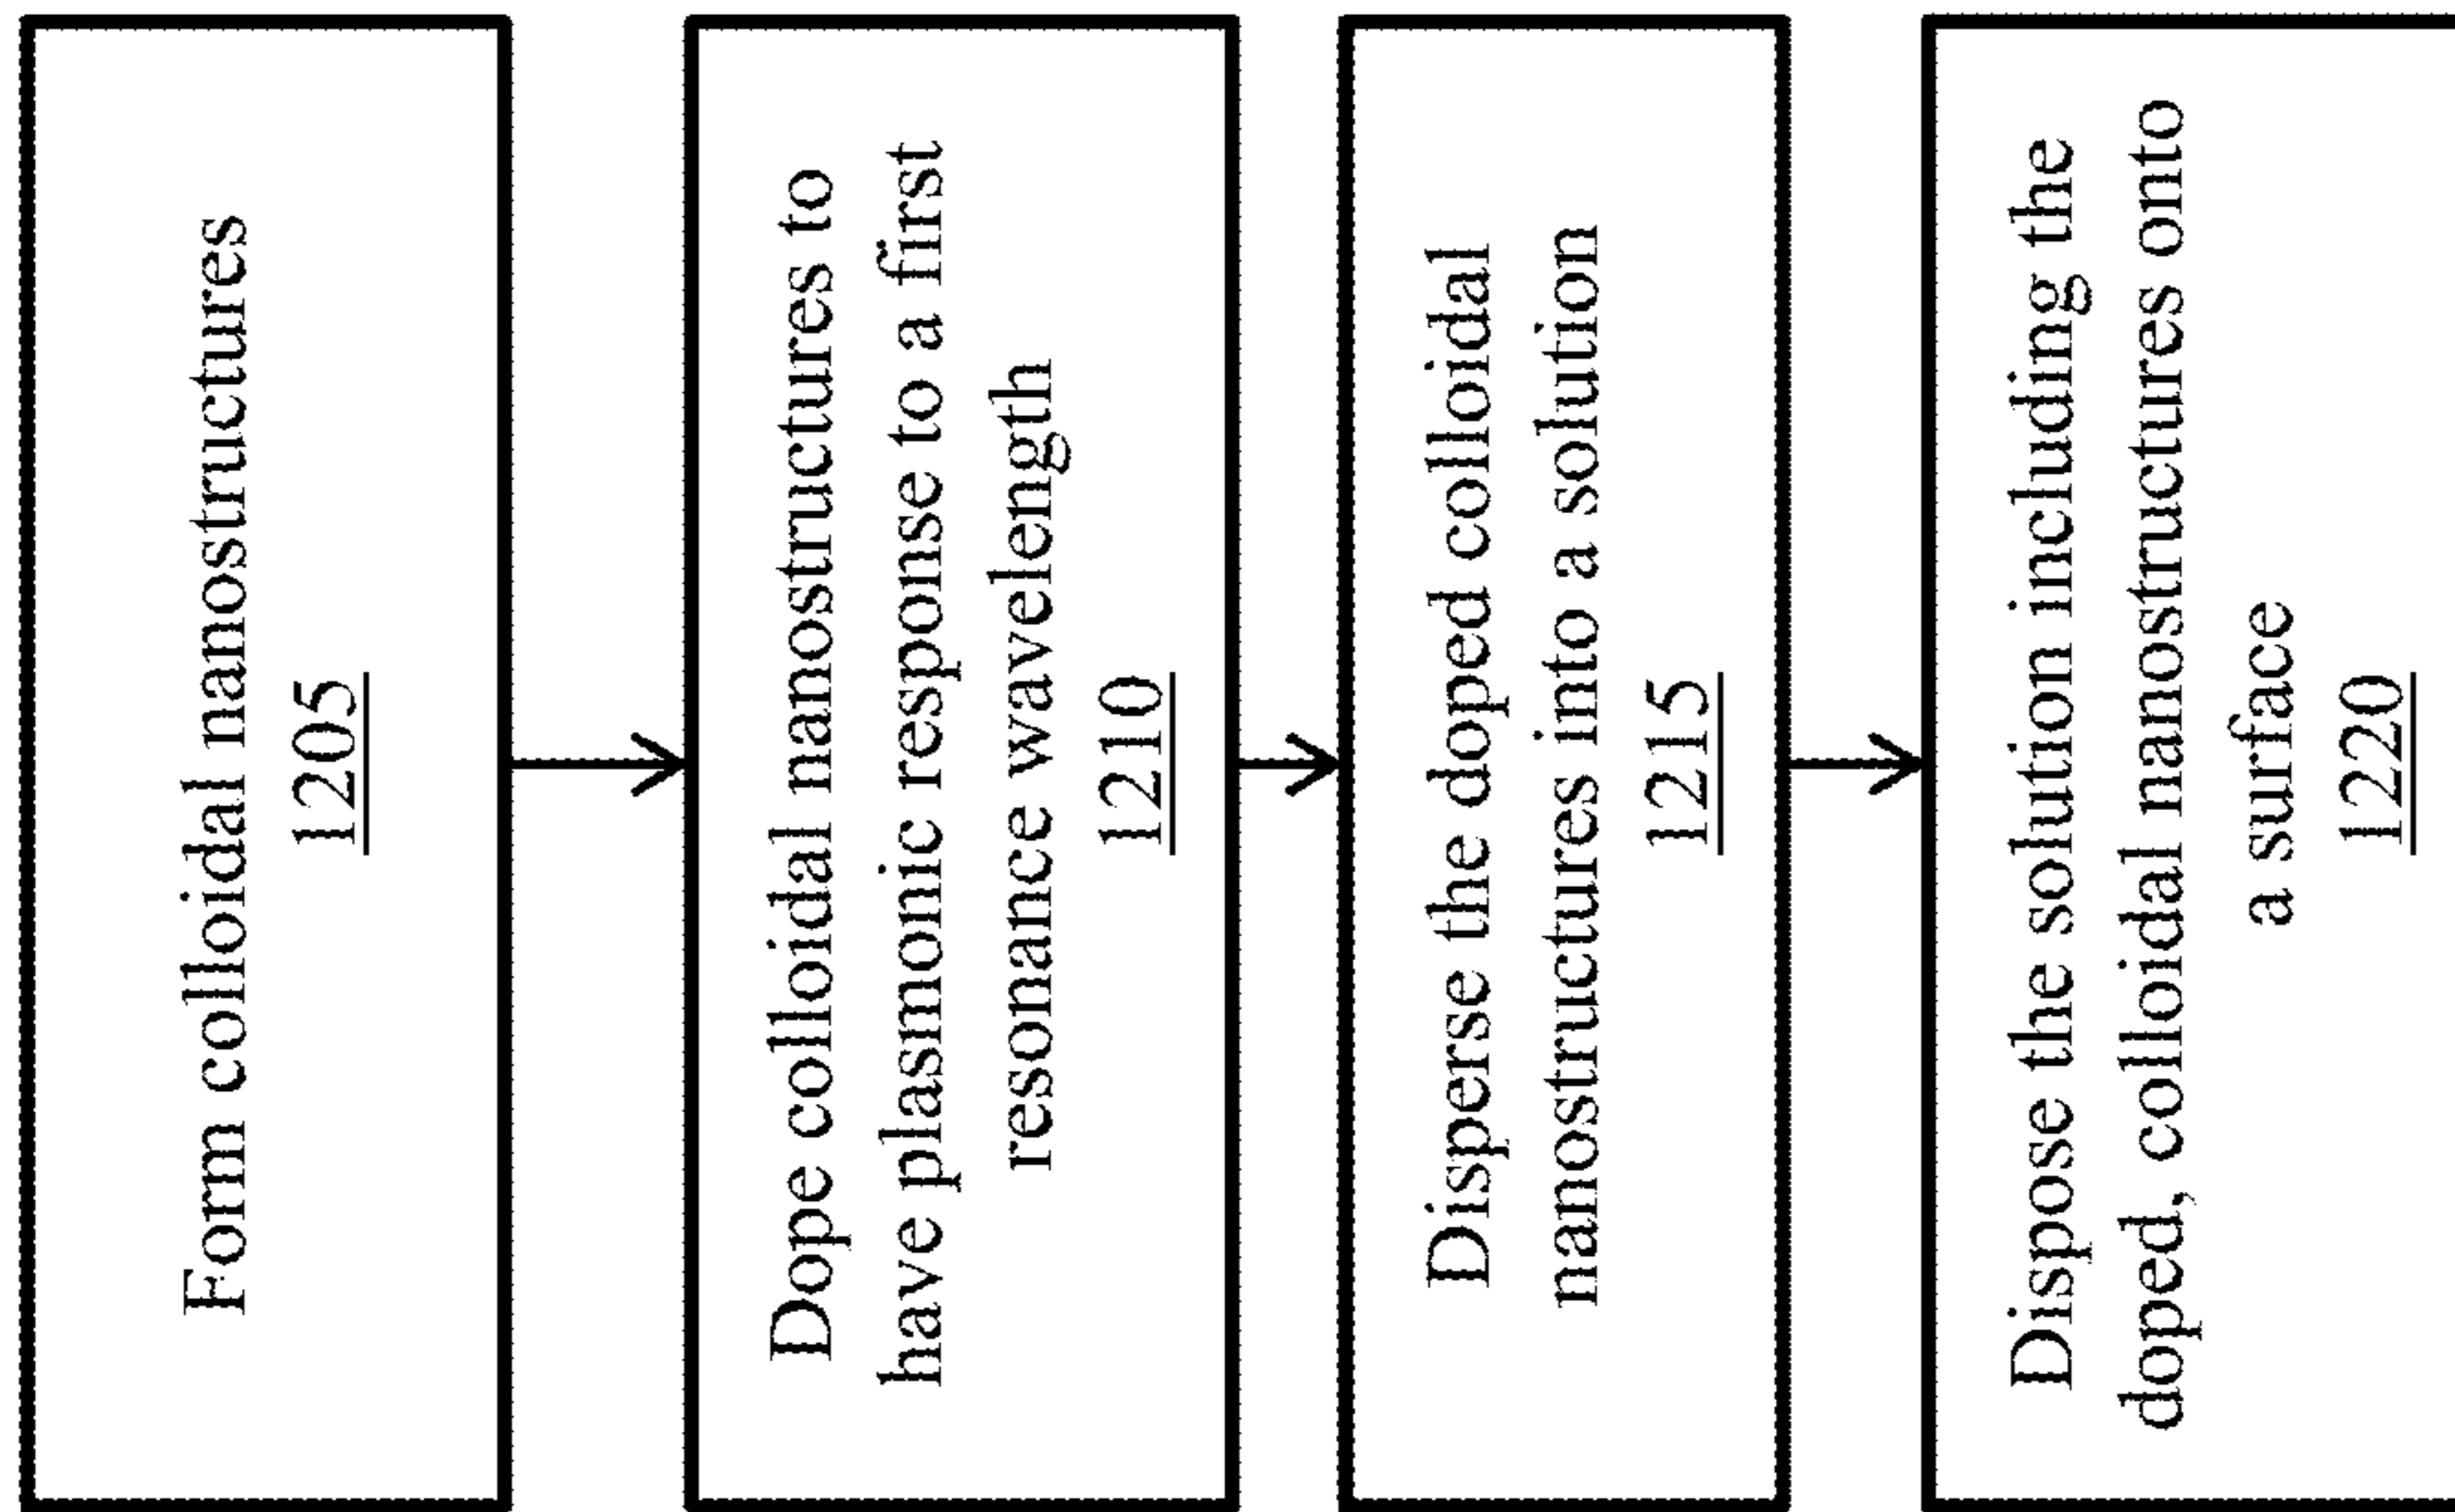 Form colloidal nanostructures
1205
Dope colloidal nanostructures to
have plasmonic response to a first
resonance wavelength
1210
Disperse the doped colloidal
nanostructures into a solution
1215
Dispose the solution including the
doped, colloidal nanostructures onto
a surface
1220